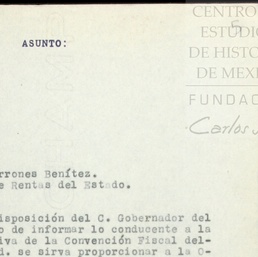 CENTRO
5
ESTUDIO
DE HISTO
DE MEXI
FUNDAC
Carlos
ASUNTO:
rrones Benítez.
e Rentas del Estado.
isposición del C. Gobernador del
o de informar lo conducente a la
iva de la Convención Fiscal del-
d. se sirva proporcionar a la O-